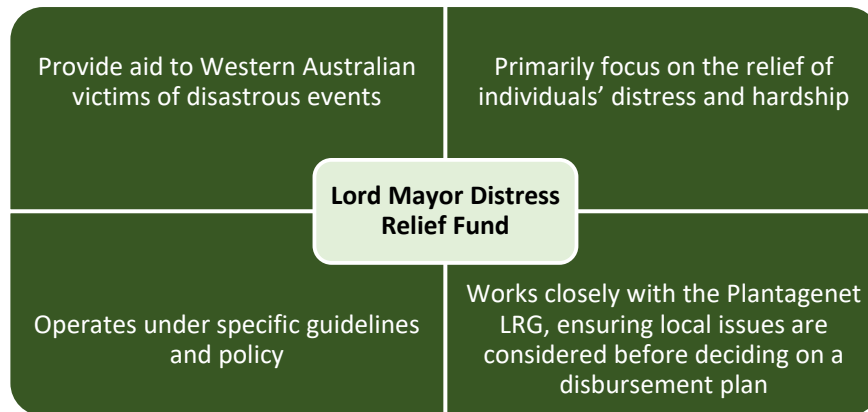 Provide aid to Western Australian
victims of disastrous events
Primarily focus on the relief of
individuals’ distress and hardship
Lord Mayor Distress
Relief Fund
Operates under specific guidelines
and policy
Works closely with the Plantagenet
LRG, ensuring local issues are
considered before deciding on a
disbursement plan